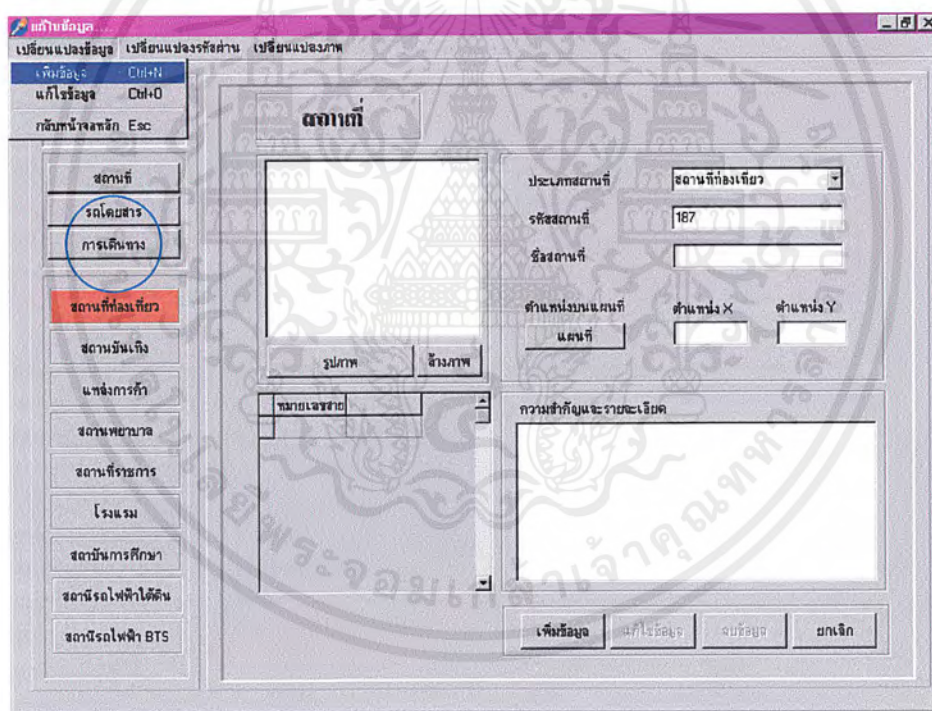 แก้ไขข้อมูล....
เปลี่ยนแปลงข้อมูล เปลี่ยนแปลงรหัสผ่าน เปลี่ยนแปลงภาพ
เพิ่มข้อมูล Ctrl+N
แก้ไขข้อมูล Ctrl+O
กลับหน้าจอหลัก Esc
สถานที่
สถานที่
รถโดยสาร
การเดินทาง
สถานที่ท่องเที่ยว
สถานบันเทิง
แหล่งการค้า
สถานพยาบาล
สถานที่ราชการ
โรงแรม
สถาบันการศึกษา
สถานีรถไฟฟ้าใต้ดิน
สถานีรถไฟฟ้า BTS
รูปภาพ ล้างภาพ
หมายเลขสาย
ประเภทสถานที่ สถานที่ท่องเที่ยว
รหัสสถานที่ 187
ชื่อสถานที่
ตำแหน่งบนแผนที่ ตำแหน่ง X ตำแหน่ง Y
แผนที่
ความสำคัญและรายละเอียด
เพิ่มข้อมูล แก้ไขข้อมูล ลบข้อมูล ยกเลิก